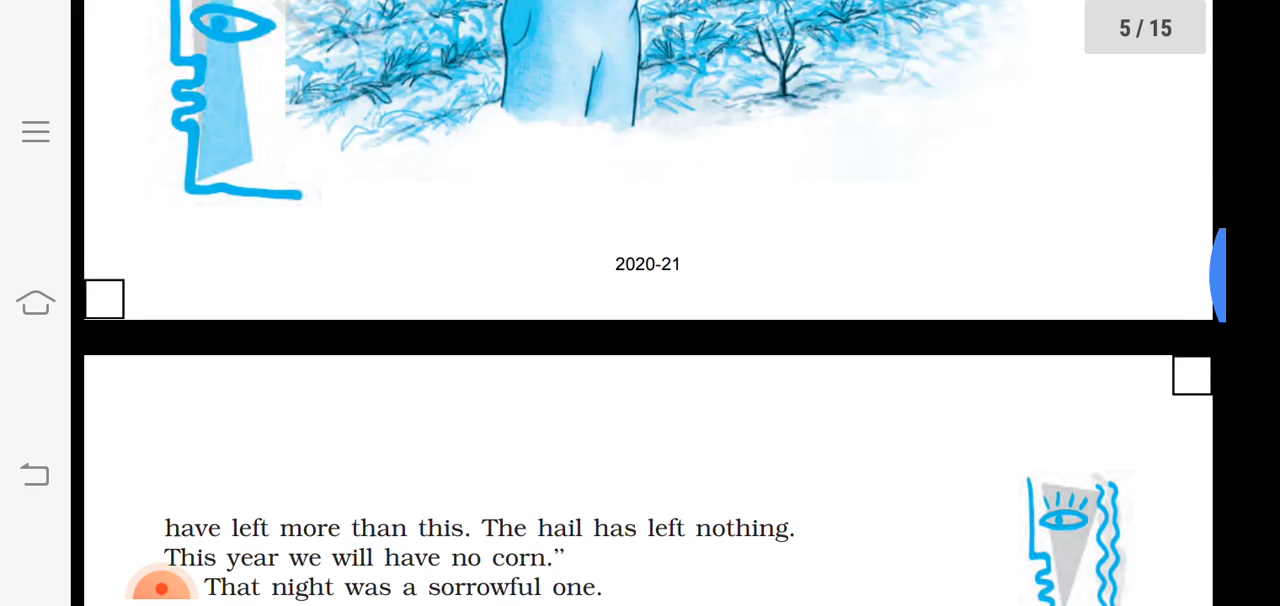 5 / 15
2020-21
have left more than this. The hail has left nothing.
This year we will have no corn.”
That night was a sorrowful one.